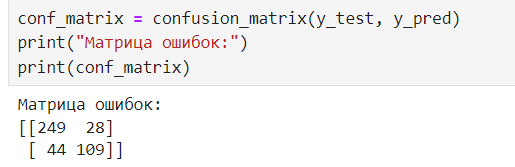 conf_matrix = confusion_matrix(y_test, y_pred)
print("Матрица ошибок:")
print(conf_matrix)
Матрица ошибок:
[[249  28]
 [ 44 109]]